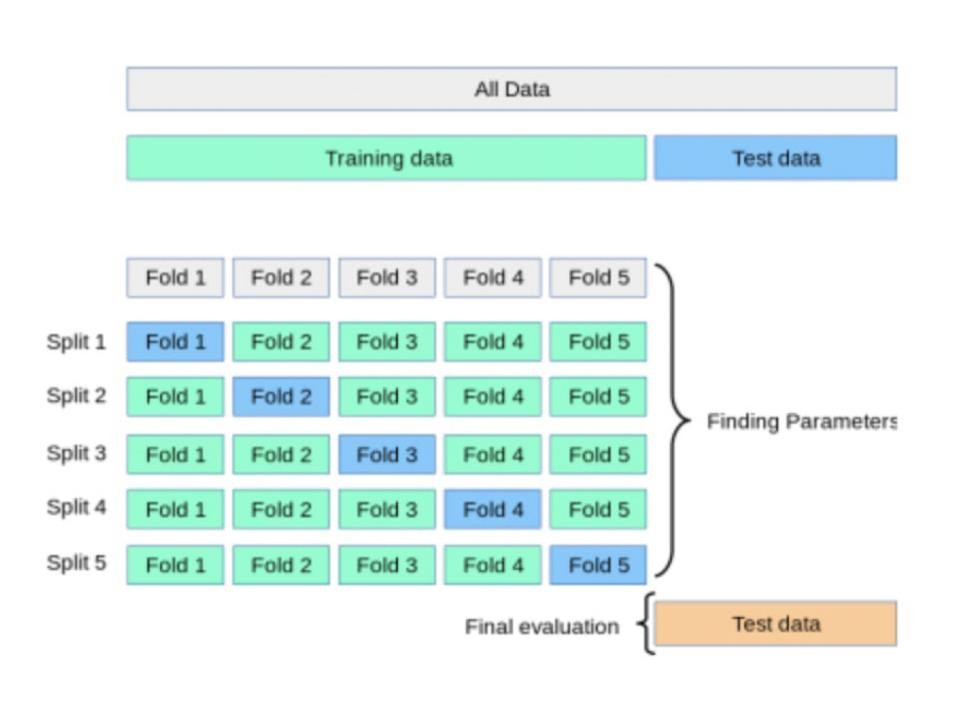 All Data
Training data Test data
Fold 1 Fold 2 Fold 3 Fold 4 Fold 5
Split 1 Fold 1 Fold 2 Fold 3 Fold 4 Fold 5
Split 2 Fold 1 Fold 2 Fold 3 Fold 4 Fold 5
Finding Parameters
Split 3 Fold 1 Fold 2 Fold 3 Fold 4 Fold 5
Split 4 Fold 1 Fold 2 Fold 3 Fold 4 Fold 5
Split 5 Fold 1 Fold 2 Fold 3 Fold 4 Fold 5
Final evaluation Test data